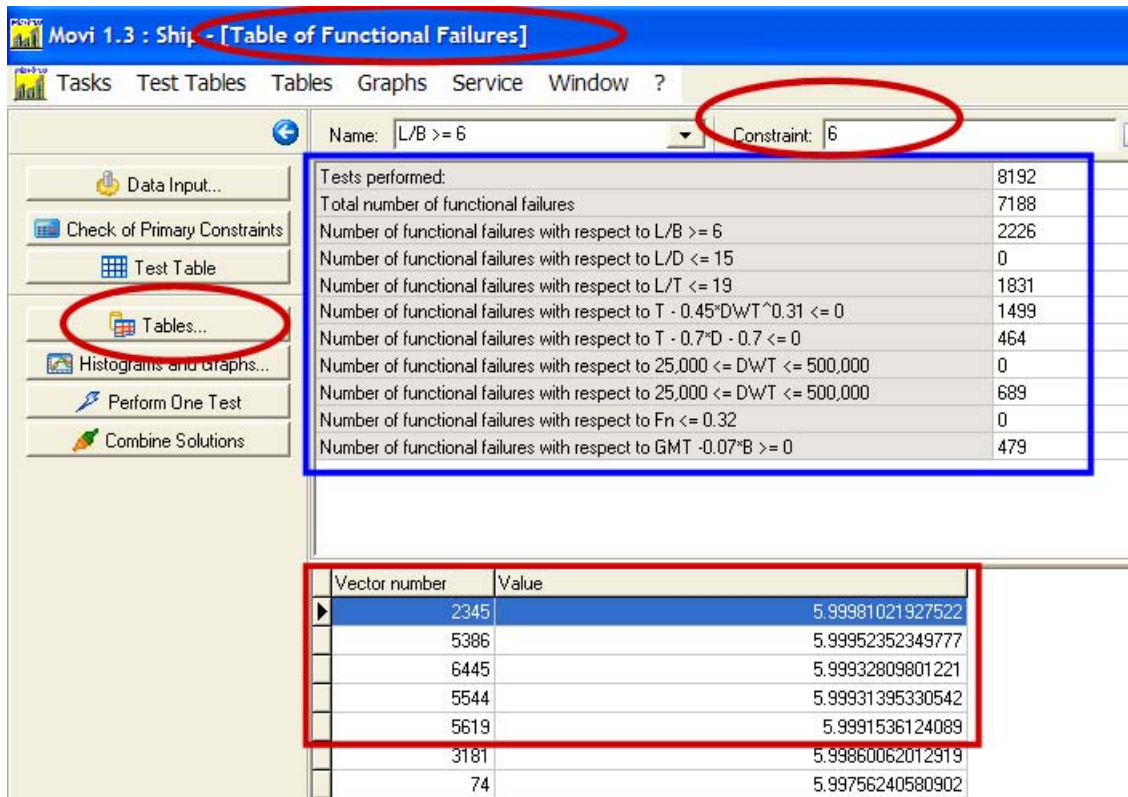 Movi 1.3 : Ship - [Table of Functional Failures]
Tasks Test Tables Tables Graphs Service Window ?
Name: L/B >= 6 Constraint: 6
Data Input...
Check of Primary Constraints
Test Table
Tables...
Histograms and Graphs...
Perform One Test
Combine Solutions
Tests performed: 8192
Total number of functional failures 7188
Number of functional failures with respect to L/B >= 6 2226
Number of functional failures with respect to L/D <= 15 0
Number of functional failures with respect to L/T <= 19 1831
Number of functional failures with respect to T - 0.45*DWT^0.31 <= 0 1499
Number of functional failures with respect to T - 0.7*D - 0.7 <= 0 464
Number of functional failures with respect to 25,000 <= DWT <= 500,000 0
Number of functional failures with respect to 25,000 <= DWT <= 500,000 689
Number of functional failures with respect to Fn <= 0.32 0
Number of functional failures with respect to GMT -0.07*B >= 0 479
Vector number Value
2345 5.99981021927522
5386 5.99952352349777
6445 5.99932809801221
5544 5.99931395330542
5619 5.9991536124089
3181 5.99860062012919
74 5.99756240580902